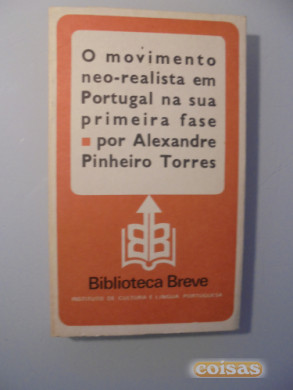 O movimento
neo-realista em
Portugal na sua
primeira fase
por Alexandre
Pinheiro Torres
Biblioteca Breve
INSTITUTO DE CULTURA E LÍNGUA PORTUGUESA
coisas